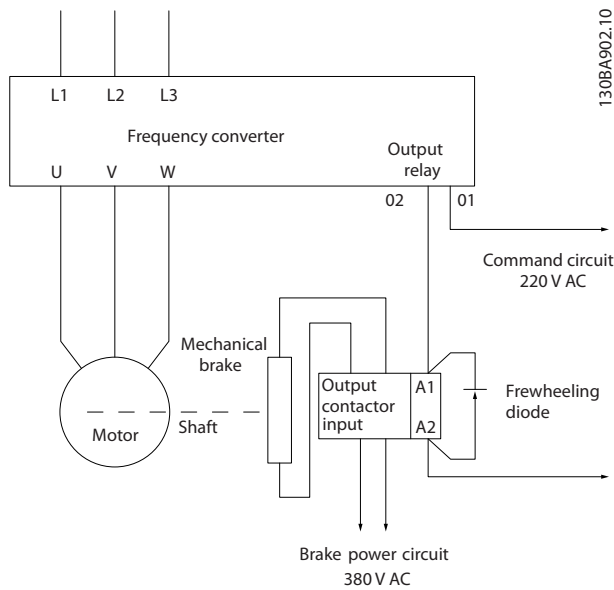 130BA902.10
L1 L2 L3
Frequency converter
U V W
Output
relay
02 01
Command circuit
220 V AC
Mechanical
brake
Output
contactor
input
A1
A2
Frewheeling
diode
Motor
Shaft
Brake power circuit
380 V AC